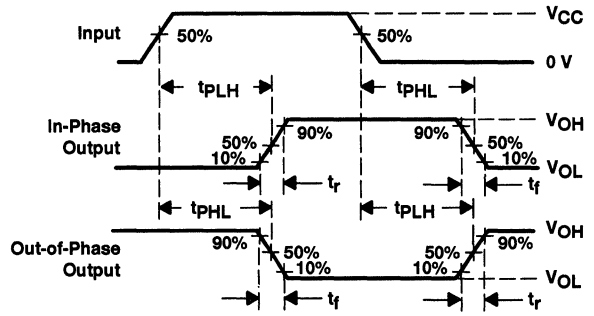 VCC
Input
50%
50%
0 V
tPLH
tPHL
In-Phase
Output
90%
90%
VOH
50%
50%
10%
10%
VOL
tr
tf
tPHL
tPLH
Out-of-Phase
Output
90%
90%
VOH
50%
50%
10%
10%
VOL
tf
tr